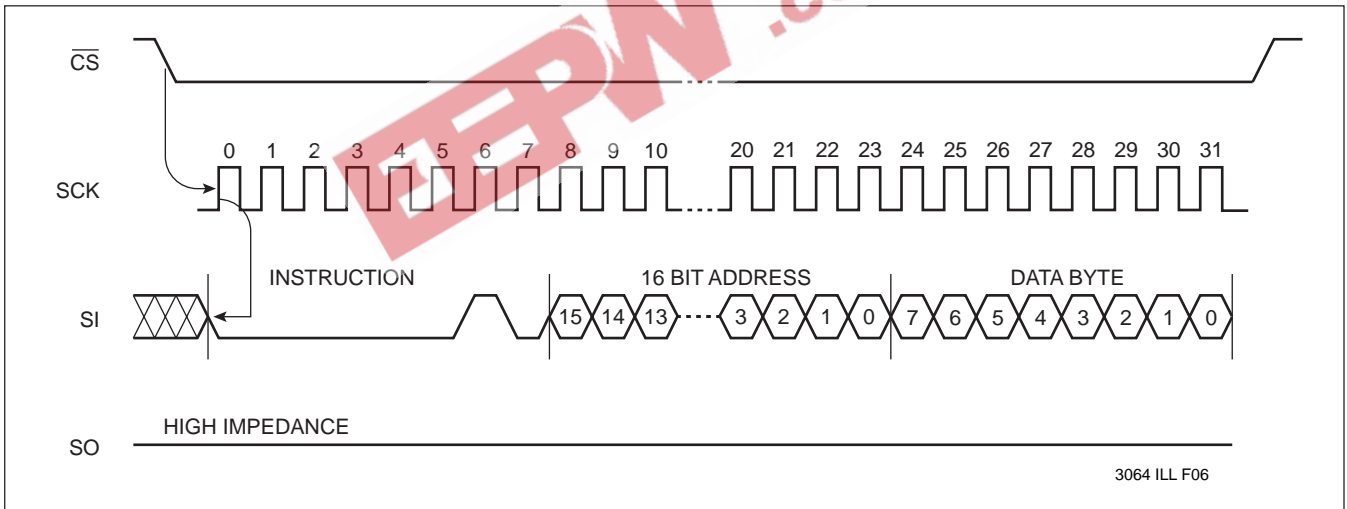 EEPW.co
CS
0 1 2 3 4 5 6 7 8 9 10 20 21 22 23 24 25 26 27 28 29 30 31
SCK
INSTRUCTION 16 BIT ADDRESS DATA BYTE
SI 15 14 13 3 2 1 0 7 6 5 4 3 2 1 0
HIGH IMPEDANCE
SO
3064 ILL F06